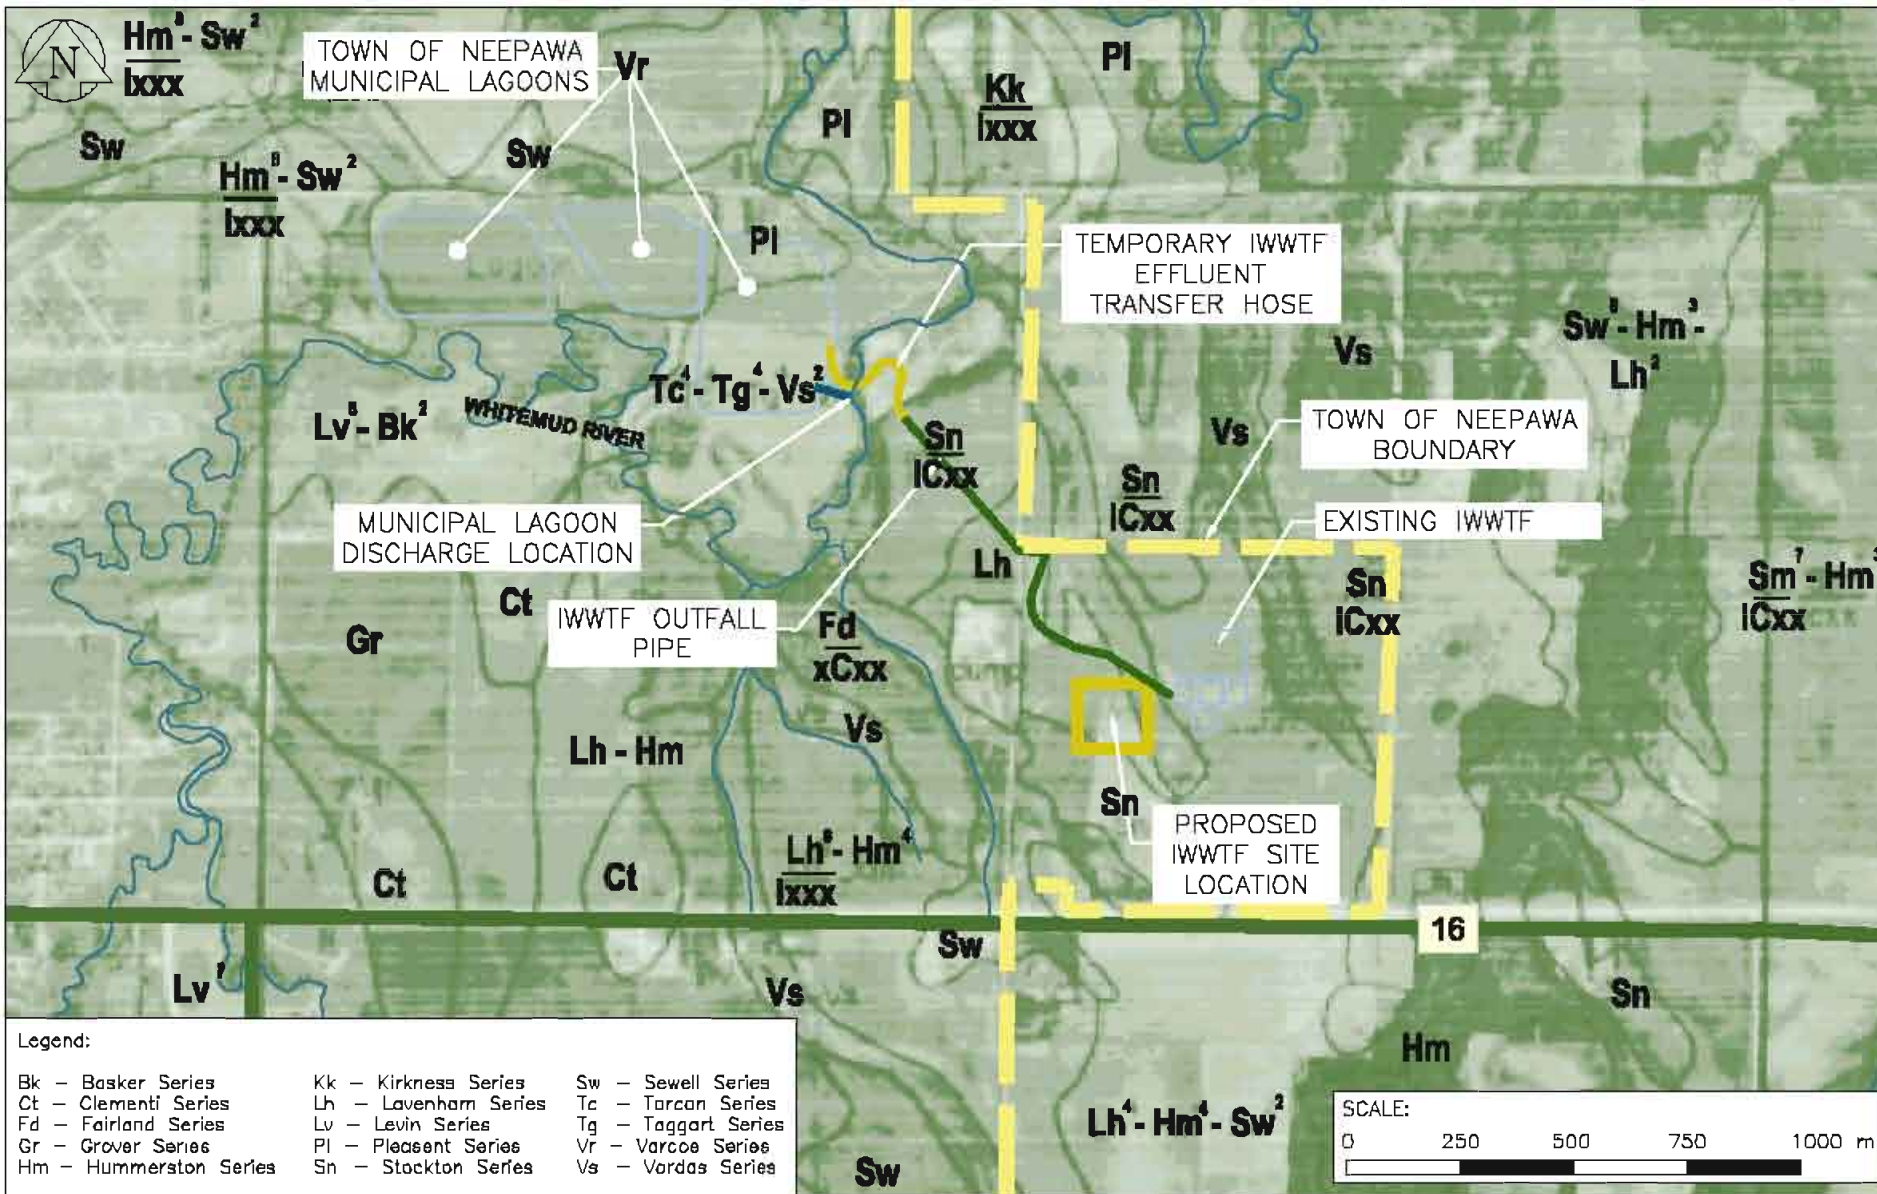 N
Hm⁸ - Sw²
Ixxx
TOWN OF NEEPAWA
MUNICIPAL LAGOONS
Vr
Pl
Kk
Ixxx
Pl
Sw
Sw
Hm⁸ - Sw²
Ixxx
Pl
TEMPORARY IWWTF
EFFLUENT
TRANSFER HOSE
Vs
Sw⁵ - Hm³ -
Lh²
Tc⁴ - Tg⁴ - Vs²
Lv⁸ - Bk²
WHITEMUD RIVER
Sn
ICxx
Vs
TOWN OF NEEPAWA
BOUNDARY
Sn
ICxx
MUNICIPAL LAGOON
DISCHARGE LOCATION
EXISTING IWWTF
Lh
Sn
ICxx
Sm⁷ - Hm³
ICxx
Ct
IWWTF OUTFALL
PIPE
Gr
Fd
xCxx
Vs
Lh - Hm
Sn
PROPOSED
IWWTF SITE
LOCATION
Lh⁶ - Hm⁴
Ixxx
Ct
Ct
16
Sw
Lv⁷
Vs
Sn
Hm
Lh⁴ - Hm⁴ - Sw²
Sw
Legend:
Bk – Basker Series
Ct – Clementi Series
Fd – Fairland Series
Gr – Grover Series
Hm – Hummerston Series
Kk – Kirkness Series
Lh – Lavenham Series
Lv – Levin Series
Pl – Pleasent Series
Sn – Stockton Series
Sw – Sewell Series
Tc – Tarcan Series
Tg – Taggart Series
Vr – Varcoe Series
Vs – Vardas Series
SCALE:
0 250 500 750 1000 m